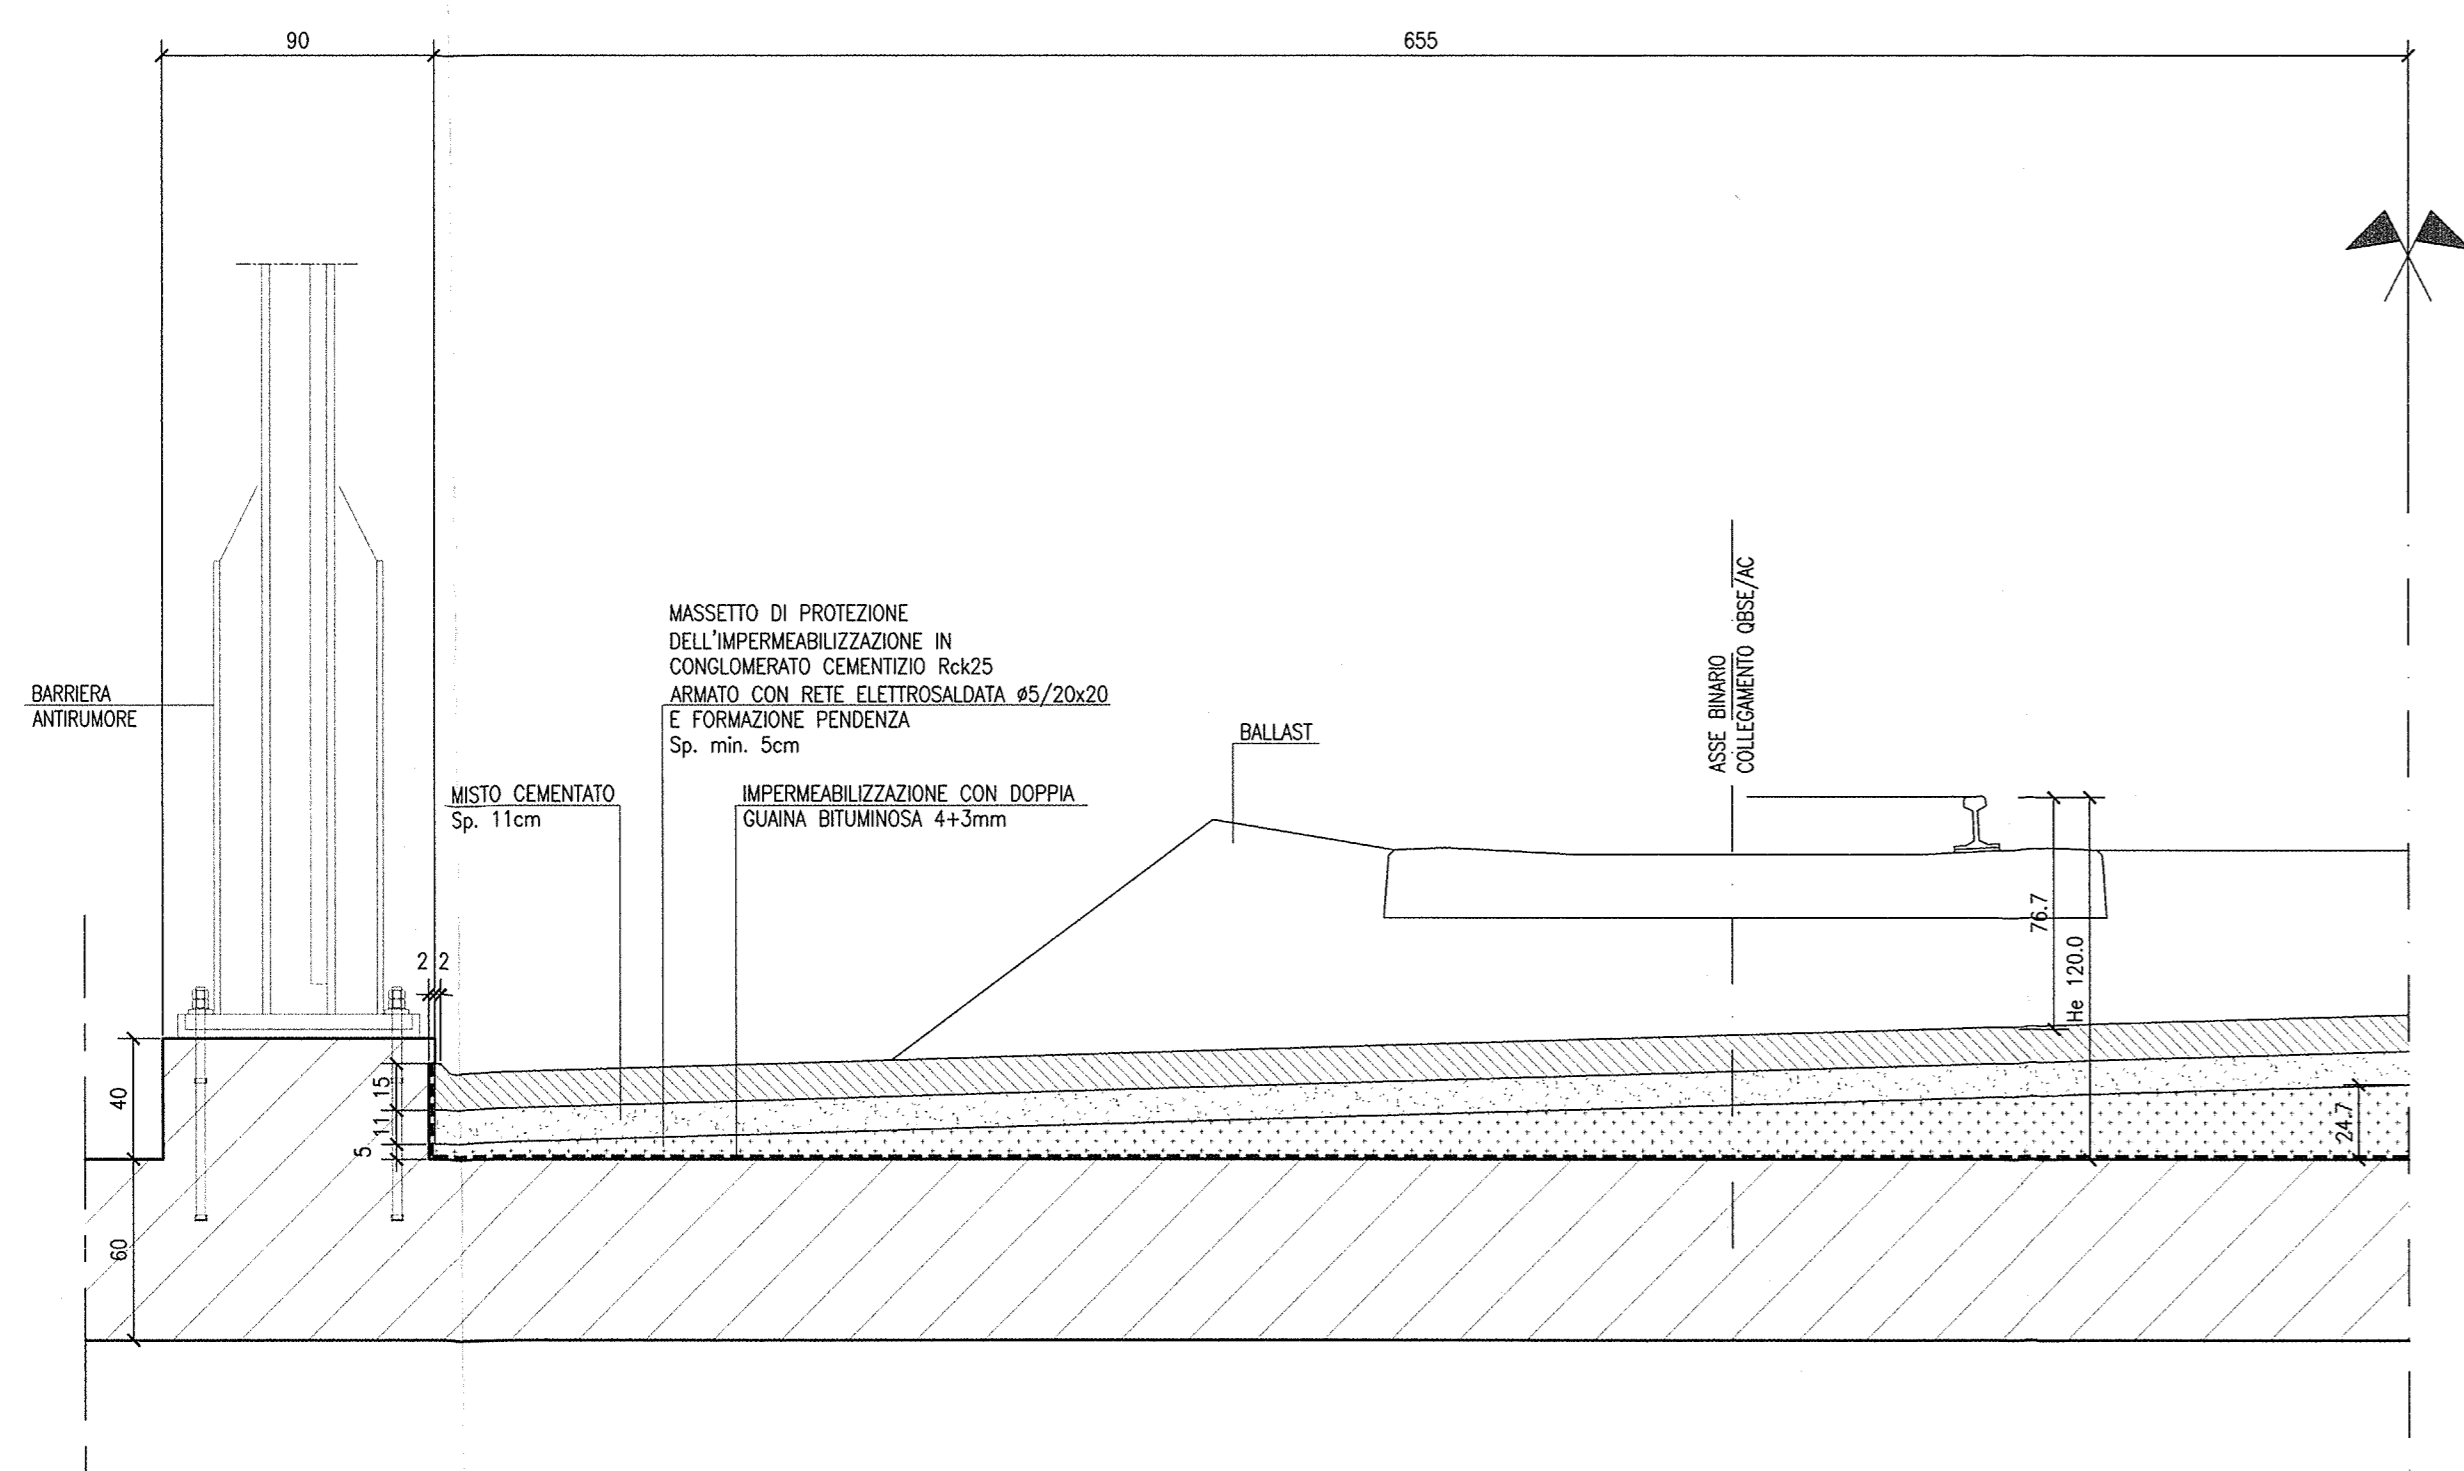 90
655
MASSETTO DI PROTEZIONE
DELL'IMPERMEABILIZZAZIONE IN
CONGLOMERATO CEMENTIZIO Rck25
ARMATO CON RETE ELETTROSALDATA ø5/20x20
E FORMAZIONE PENDENZA
Sp. min. 5cm
BARRIERA
ANTIRUMORE
BALLAST
ASSE BINARIO
COLLEGAMENTO QBSE/AC
MISTO CEMENTATO
Sp. 11cm
IMPERMEABILIZZAZIONE CON DOPPIA
GUAINA BITUMINOSA 4+3mm
76.7
He 120.0
2 2
40
15
11
5
24.7
60